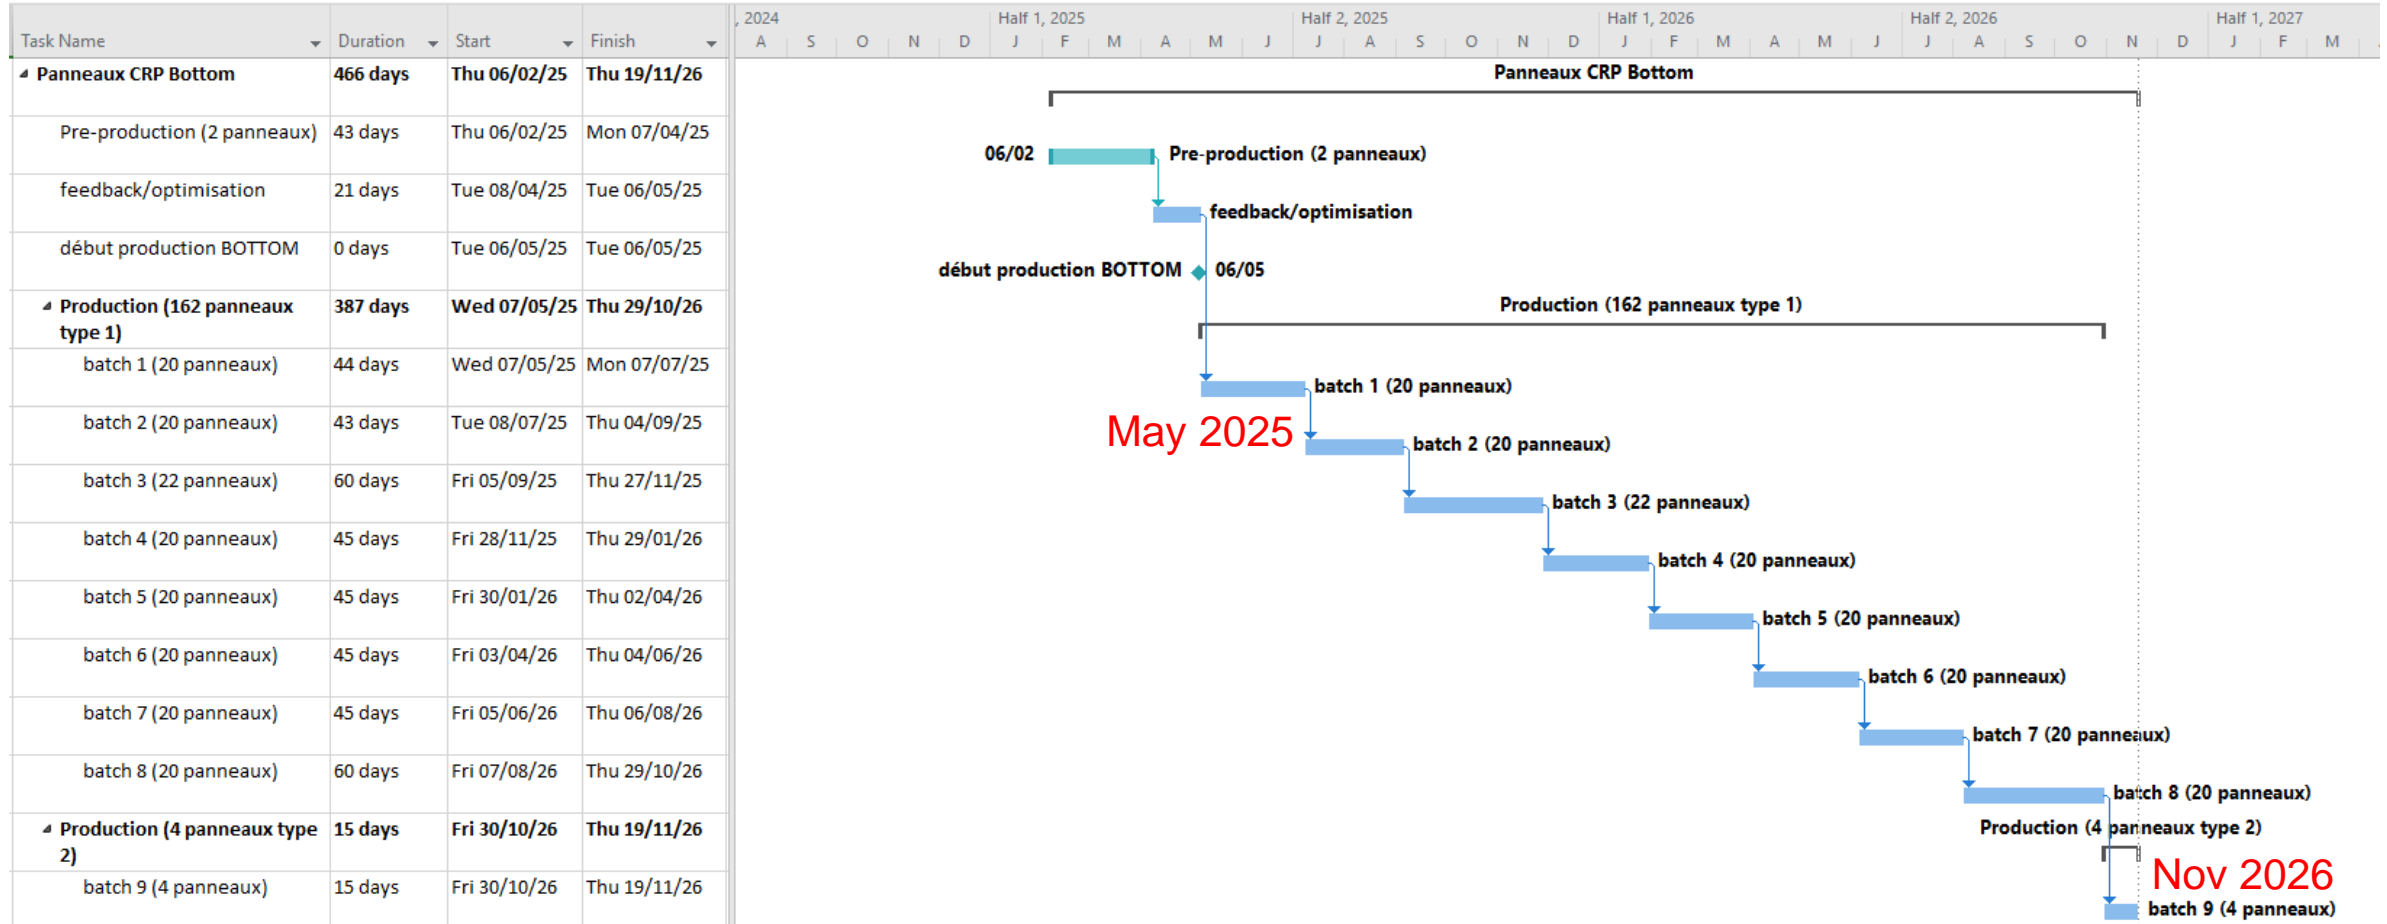 , 2024 Half 1, 2025 Half 2, 2025 Half 1, 2026 Half 2, 2026 Half 1, 2027
Task Name Duration Start Finish A S O N D J F M A M J J A S O N D J F M A M J J A S O N D J F M
Panneaux CRP Bottom 466 days Thu 06/02/25 Thu 19/11/26 Panneaux CRP Bottom
Pre-production (2 panneaux) 43 days Thu 06/02/25 Mon 07/04/25
06/02 Pre-production (2 panneaux)
feedback/optimisation 21 days Tue 08/04/25 Tue 06/05/25
feedback/optimisation
début production BOTTOM 0 days Tue 06/05/25 Tue 06/05/25
début production BOTTOM 06/05
Production (162 panneaux 387 days Wed 07/05/25 Thu 29/10/26 Production (162 panneaux type 1)
type 1)
batch 1 (20 panneaux) 44 days Wed 07/05/25 Mon 07/07/25
batch 1 (20 panneaux)
batch 2 (20 panneaux) 43 days Tue 08/07/25 Thu 04/09/25
May 2025
batch 2 (20 panneaux)
batch 3 (22 panneaux) 60 days Fri 05/09/25 Thu 27/11/25
batch 3 (22 panneaux)
batch 4 (20 panneaux) 45 days Fri 28/11/25 Thu 29/01/26
batch 4 (20 panneaux)
batch 5 (20 panneaux) 45 days Fri 30/01/26 Thu 02/04/26
batch 5 (20 panneaux)
batch 6 (20 panneaux) 45 days Fri 03/04/26 Thu 04/06/26
batch 6 (20 panneaux)
batch 7 (20 panneaux) 45 days Fri 05/06/26 Thu 06/08/26
batch 7 (20 panneaux)
batch 8 (20 panneaux) 60 days Fri 07/08/26 Thu 29/10/26
batch 8 (20 panneaux)
Production (4 panneaux type 15 days Fri 30/10/26 Thu 19/11/26 Production (4 panneaux type 2)
2)
batch 9 (4 panneaux) 15 days Fri 30/10/26 Thu 19/11/26
Nov 2026
batch 9 (4 panneaux)